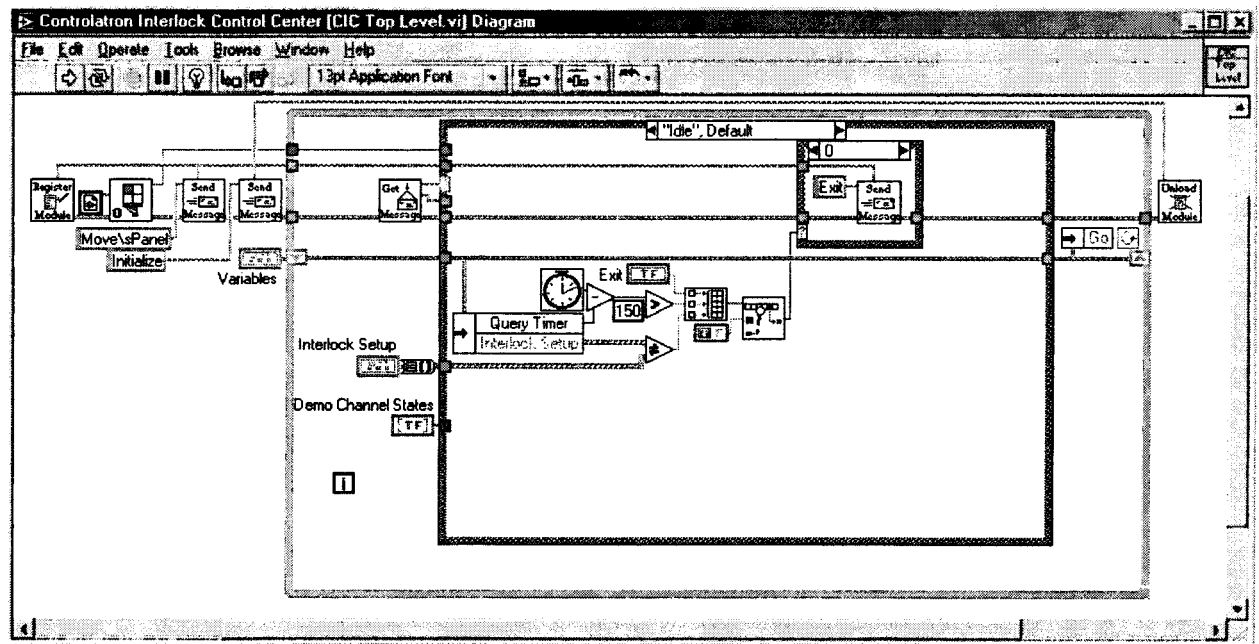 Controlatron Interlock Control Center [CIC Top Level.vi] Diagram
File Edit Operate Tools Browse Window Help
CIC
Top
Level
13pt Application Font
"Idle", Default
0
Register
Module
0
Send
Message
Send
Message
Get
Message
Exit
Send
Message
Unload
Module
Move\sPanel
Initialize
Variables
Go
Exit
TF
150
Query Timer
Interlock Setup
Interlock Setup
Demo Channel States
[TF]
i